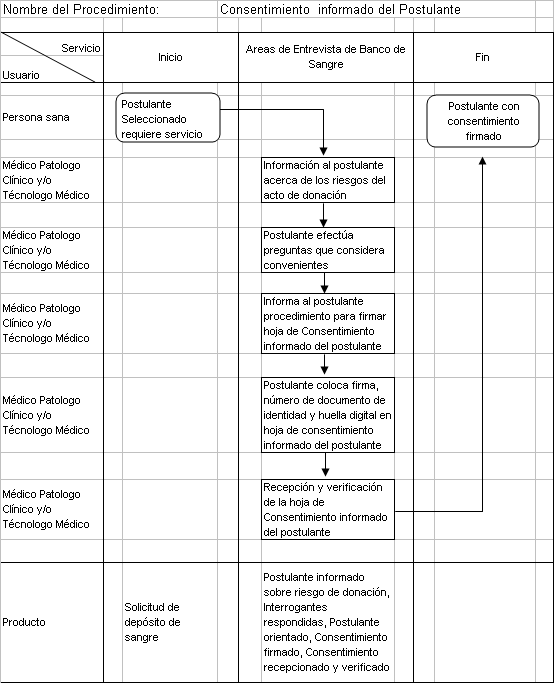 Nombre del Procedimiento: Consentimiento informado del Postulante
Servicio
Usuario
Inicio
Areas de Entrevista de Banco de
Sangre
Fin
Persona sana
Postulante
Seleccionado
requiere servicio
Postulante con
consentimiento
firmado
Médico Patologo
Clínico y/o
Técnologo Médico
Información al postulante
acerca de los riesgos del
acto de donación
Médico Patologo
Clínico y/o
Técnologo Médico
Postulante efectúa
preguntas que considera
convenientes
Médico Patologo
Clínico y/o
Técnologo Médico
Informa al postulante
procedimiento para firmar
hoja de Consentimiento
informado del postulante
Médico Patologo
Clínico y/o
Técnologo Médico
Postulante coloca firma,
número de documento de
identidad y huella digital en
hoja de consentimiento
informado del postulante
Médico Patologo
Clínico y/o
Técnologo Médico
Recepción y verificación
de la hoja de
Consentimiento informado
del postulante
Producto
Solicitud de
depósito de
sangre
Postulante informado
sobre riesgo de donación,
Interrogantes
respondidas, Postulante
orientado, Consentimiento
firmado, Consentimiento
recepcionado y verificado